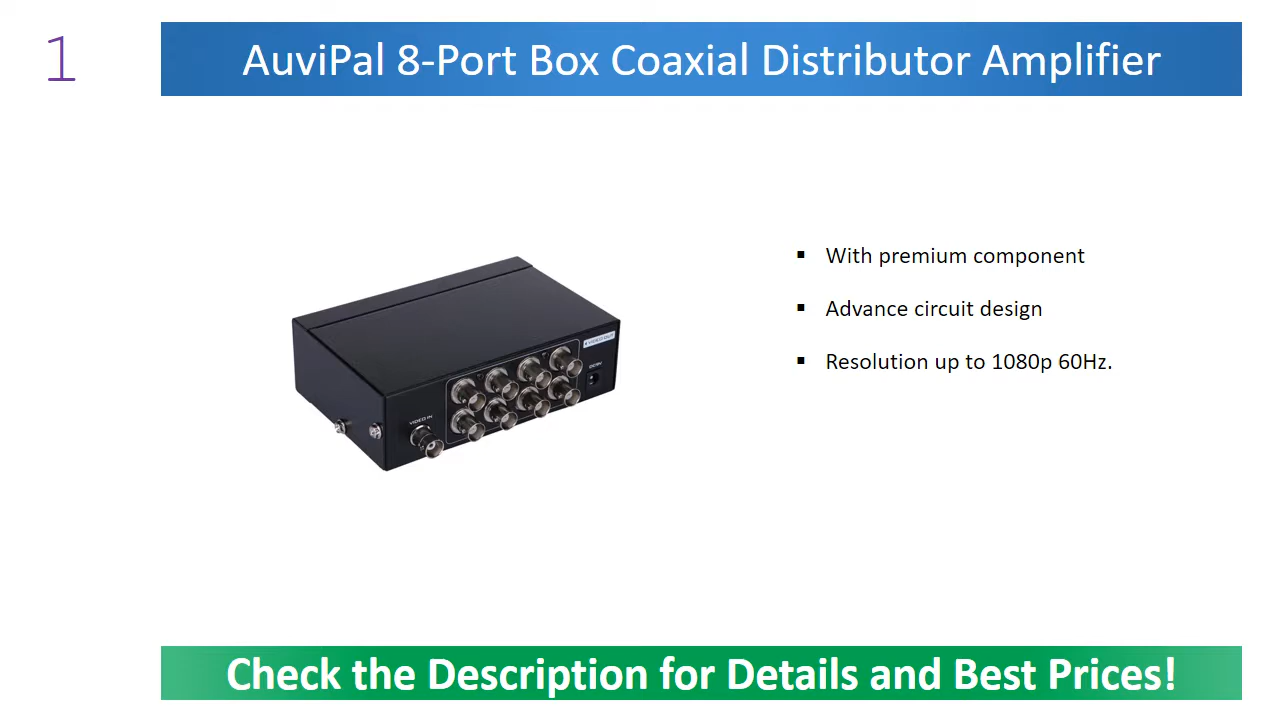 1
AuviPal 8-Port Box Coaxial Distributor Amplifier
▪ With premium component
▪ Advance circuit design
▪ Resolution up to 1080p 60Hz.
VIDEO IN
Check the Description for Details and Best Prices!